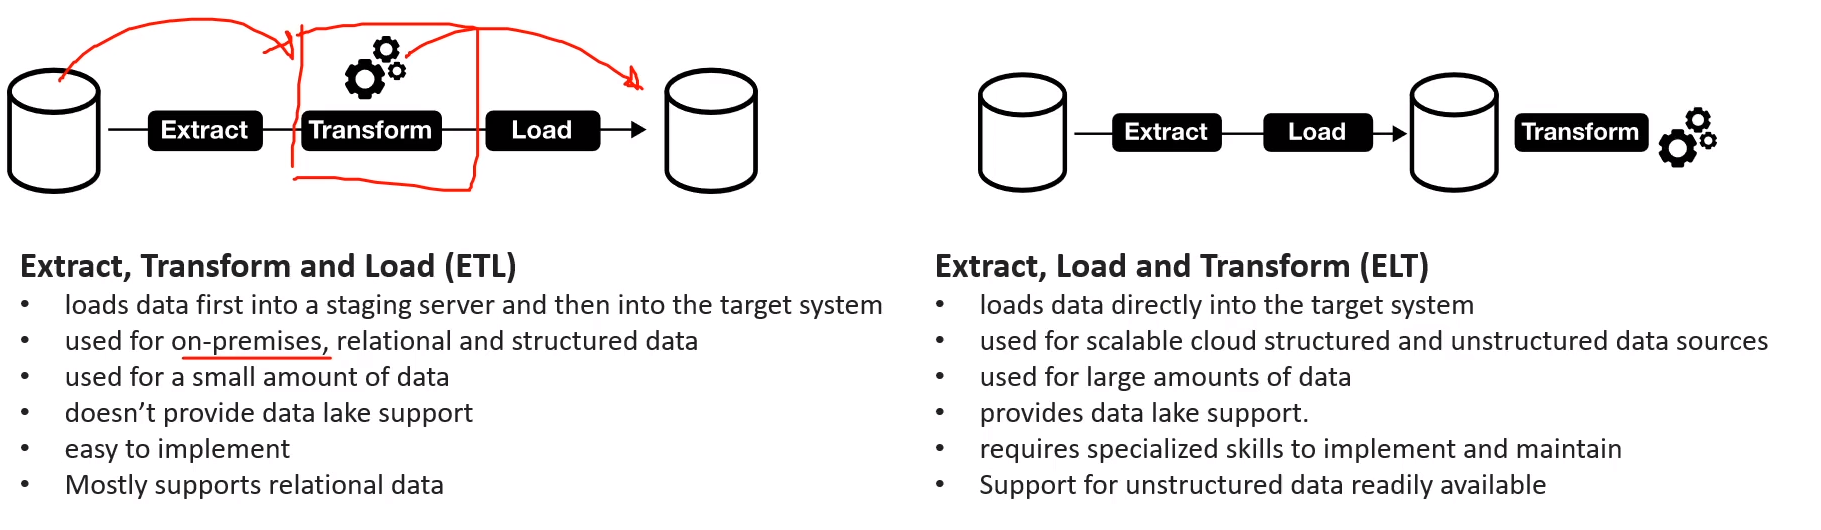 Extract Transform Load
Extract Load Transform
Extract, Transform and Load (ETL)
• loads data first into a staging server and then into the target system
• used for on-premises, relational and structured data
• used for a small amount of data
• doesn’t provide data lake support
• easy to implement
• Mostly supports relational data
Extract, Load and Transform (ELT)
• loads data directly into the target system
• used for scalable cloud structured and unstructured data sources
• used for large amounts of data
• provides data lake support.
• requires specialized skills to implement and maintain
• Support for unstructured data readily available